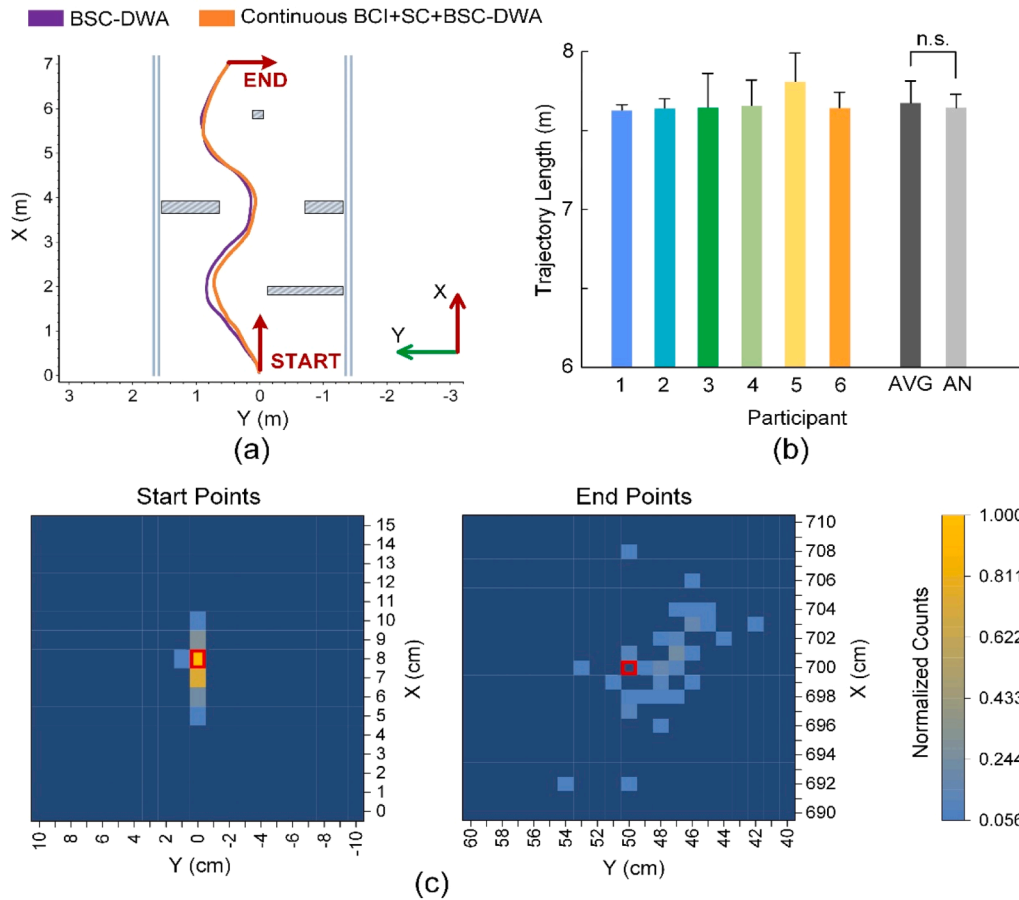 BSC-DWA
Continuous BCI+SC+BSC-DWA
7
6
5
4
3
2
1
0
X (m)
END
START
X
Y
3 2 1 0 -1 -2 -3
Y (m)
(a)
8
7
6
Trajectory Length (m)
n.s.
1 2 3 4 5 6 AVG AN
Participant
(b)
Start Points
15
14
13
12
11
10
9
8
7
6
5
4
3
2
1
0
X (cm)
10 8 6 4 2 0 -2 -4 -6 -8 -10
Y (cm)
End Points
710
708
706
704
702
700
698
696
694
692
690
X (cm)
60 58 56 54 52 50 48 46 44 42 40
Y (cm)
Normalized Counts
1.000
0.811
0.622
0.433
0.244
0.056
(c)